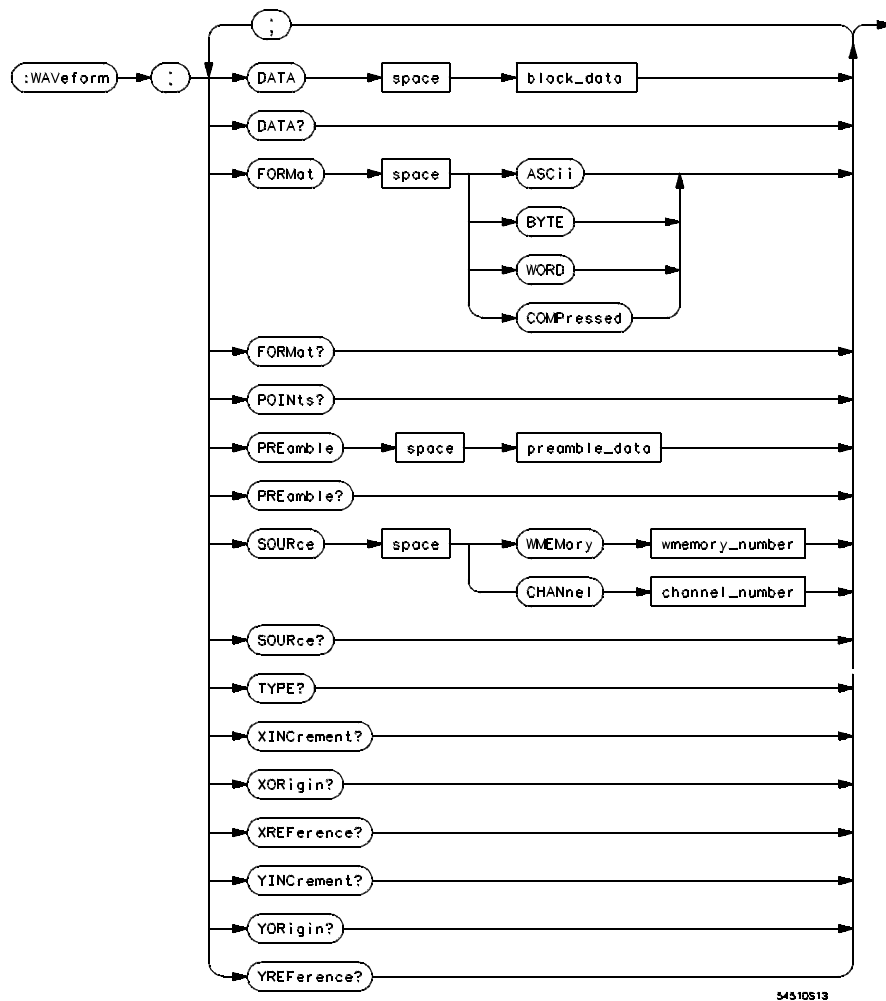 ;
:WAVeform : DATA space block_data
DATA?
FORMat space ASCii
BYTE
WORD
COMPressed
FORMat?
POINts?
PREamble space preamble_data
PREamble?
SOURce space WMEMory wmemory_number
CHANnel channel_number
SOURce?
TYPE?
XINCrement?
XORigin?
XREFerence?
YINCrement?
YORigin?
YREFerence?
54510S13